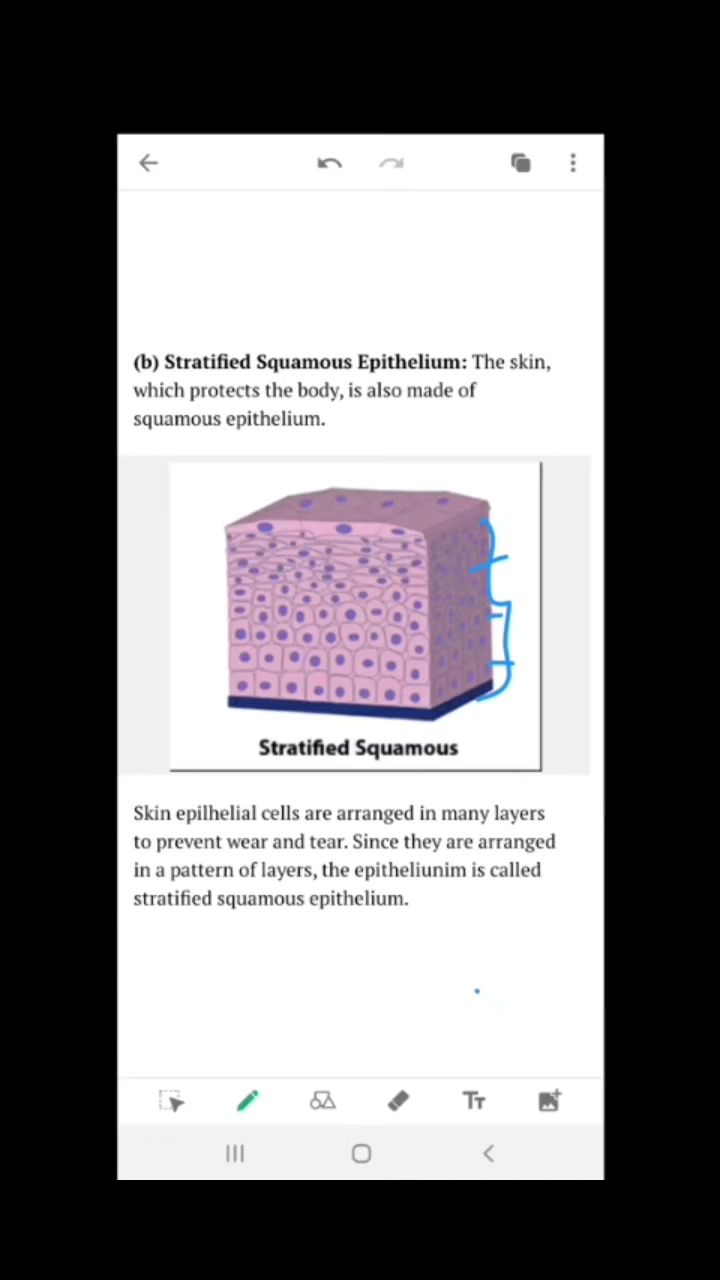 (b) Stratified Squamous Epithelium: The skin,
which protects the body, is also made of
squamous epithelium.
Stratified Squamous
Skin epilhelial cells are arranged in many layers
to prevent wear and tear. Since they are arranged
in a pattern of layers, the epitheliunim is called
stratified squamous epithelium.
TT